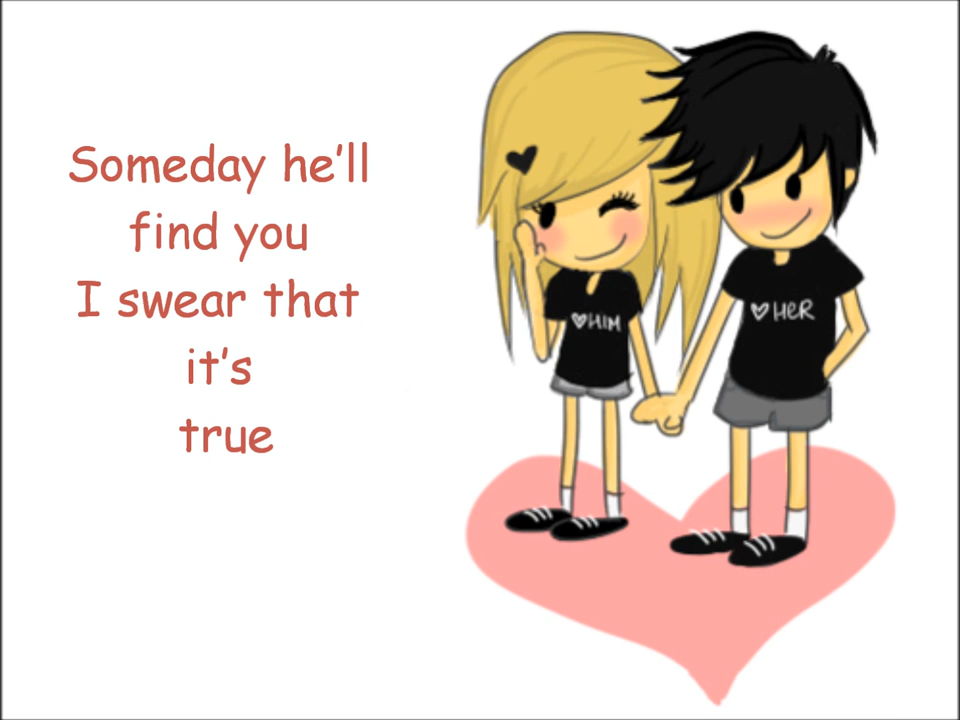 Someday he'll
find you
I swear that
it's
true
♡HIM
♡HER